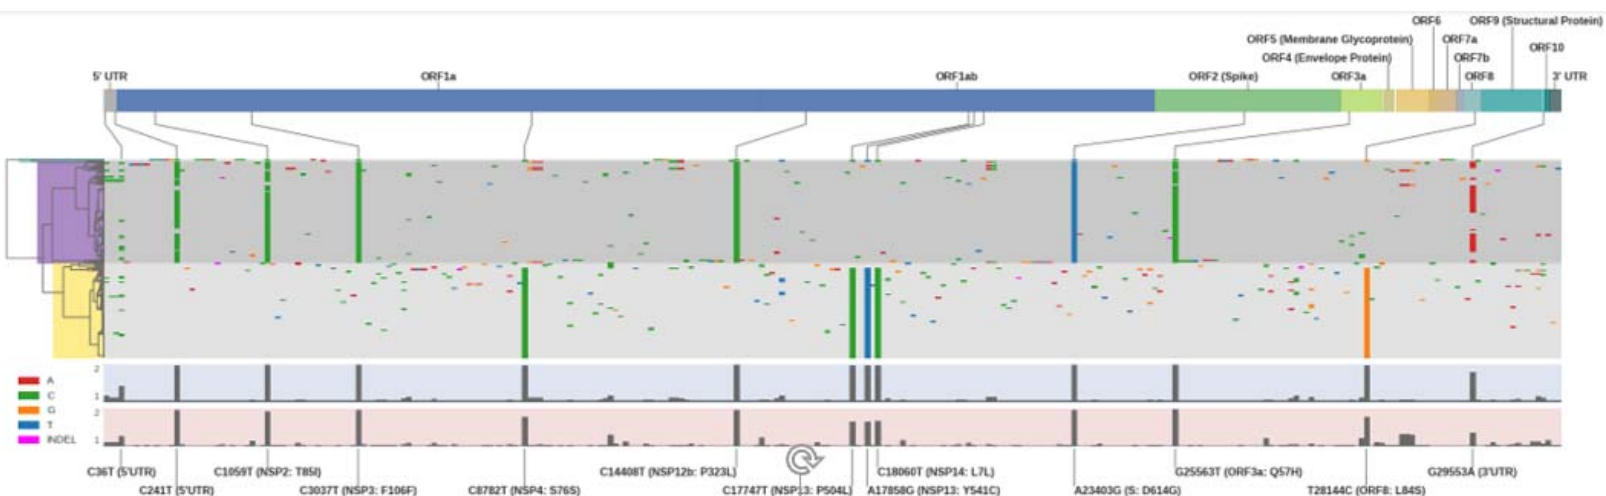 ORF6 ORF9 (Structural Protein)
ORF5 (Membrane Glycoprotein) ORF7a
ORF10
ORF4 (Envelope Protein) ORF7b
5' UTR ORF1a ORF1ab ORF2 (Spike) ORF3a ORF8 3' UTR
2
A
C
1
G
2
T
INDEL
1
C36T (5'UTR) C1059T (NSP2: T85I) C14408T (NSP12b: P323L) C18060T (NSP14: L7L) G25563T (ORF3a: Q57H) G29553A (3'UTR)
C241T (5'UTR) C3037T (NSP3: F106F) C8782T (NSP4: S76S) C17747T (NSP13: P504L) A17858G (NSP13: Y541C) A23403G (S: D614G) T28144C (ORF8: L84S)